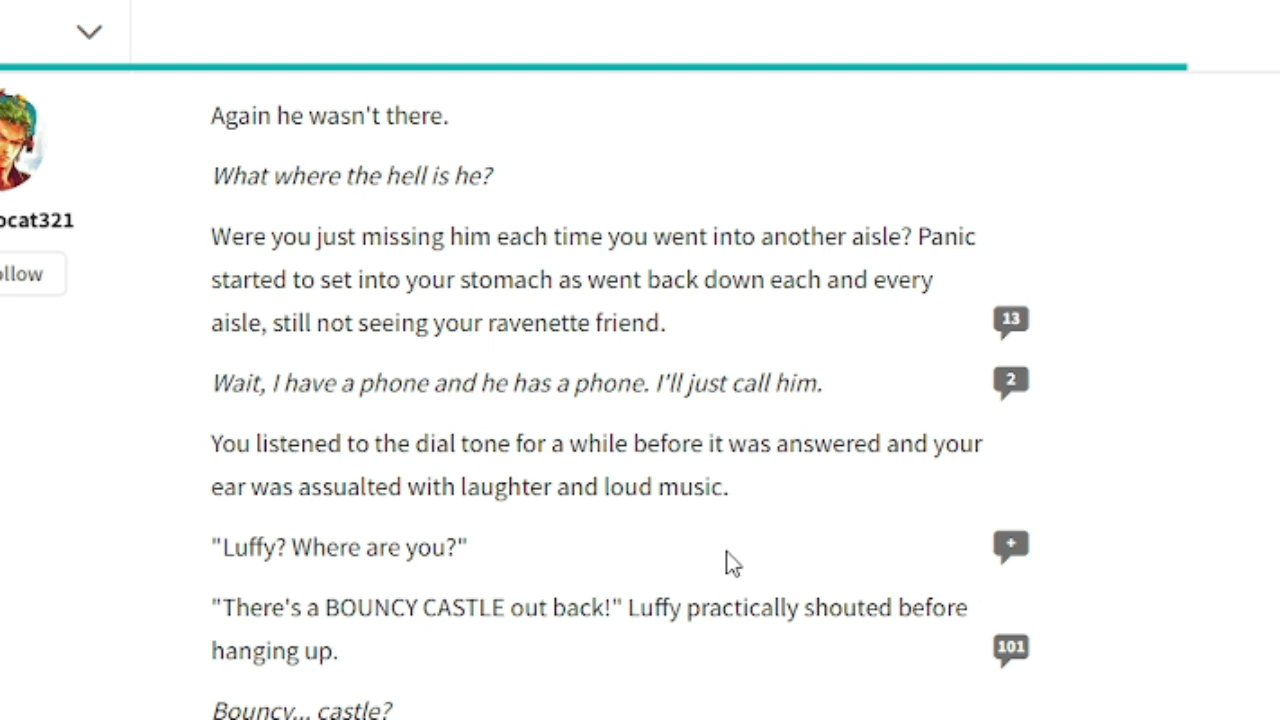 Again he wasn't there.
What where the hell is he?
ocat321
Were you just missing him each time you went into another aisle? Panic
ollow
started to set into your stomach as went back down each and every
aisle, still not seeing your ravenette friend.
13
Wait, I have a phone and he has a phone. I'll just call him.
2
You listened to the dial tone for a while before it was answered and your
ear was assualted with laughter and loud music.
"Luffy? Where are you?"
+
"There's a BOUNCY CASTLE out back!" Luffy practically shouted before
hanging up.
101
Bouncy... castle?